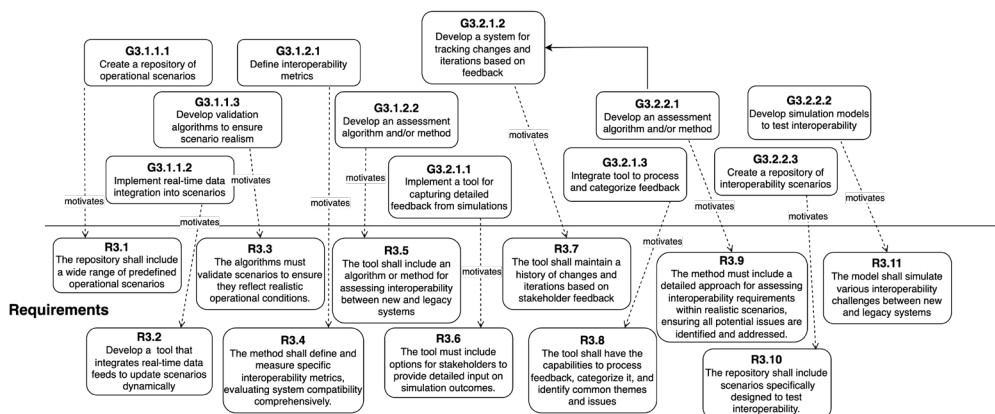 G3.2.1.2
Develop a system for
tracking changes and
iterations based on
feedback
G3.1.1.1
Create a repository of
operational scenarios
G3.1.2.1
Define interoperability
metrics
G3.1.1.3
Develop validation
algorithms to ensure
scenario realism
G3.1.2.2
Develop an assessment
algorithm and/or method
G3.2.2.1
Develop an assessment
algorithm and/or method
G3.2.2.2
Develop simulation models
to test interoperability
G3.1.1.2
Implement real-time data
integration into scenarios
G3.2.1.1
Implement a tool for
capturing detailed
feedback from simulations
G3.2.1.3
Integrate tool to process
and categorize feedback
G3.2.2.3
Create a repository of
interoperability scenarios
motivates
motivates
motivates
motivates
motivates
motivates
motivates
motivates
motivates
motivates
motivates
R3.1
The repository shall include
a wide range of predefined
operational scenarios
R3.3
The algorithms must
validate scenarios to ensure
they reflect realistic
operational conditions.
R3.5
The tool shall include an
algorithm or method for
assessing interoperability
between new and legacy
systems
R3.7
The tool shall maintain a
history of changes and
iterations based on
stakeholder feedback
R3.9
The method must include a
detailed approach for assessing
interoperability requirements
within realistic scenarios,
ensuring all potential issues are
identified and addressed.
R3.11
The model shall simulate
various interoperability
challenges between new
and legacy systems
Requirements
R3.2
Develop a tool that
integrates real-time data
feeds to update scenarios
dynamically
R3.4
The method shall define and
measure specific
interoperability metrics,
evaluating system compatibility
comprehensively.
R3.6
The tool must include
options for stakeholders to
provide detailed input on
simulation outcomes.
R3.8
The tool shall have the
capabilities to process
feedback, categorize it, and
identify common themes
and issues
R3.10
The repository shall include
scenarios specifically
designed to test
interoperability.